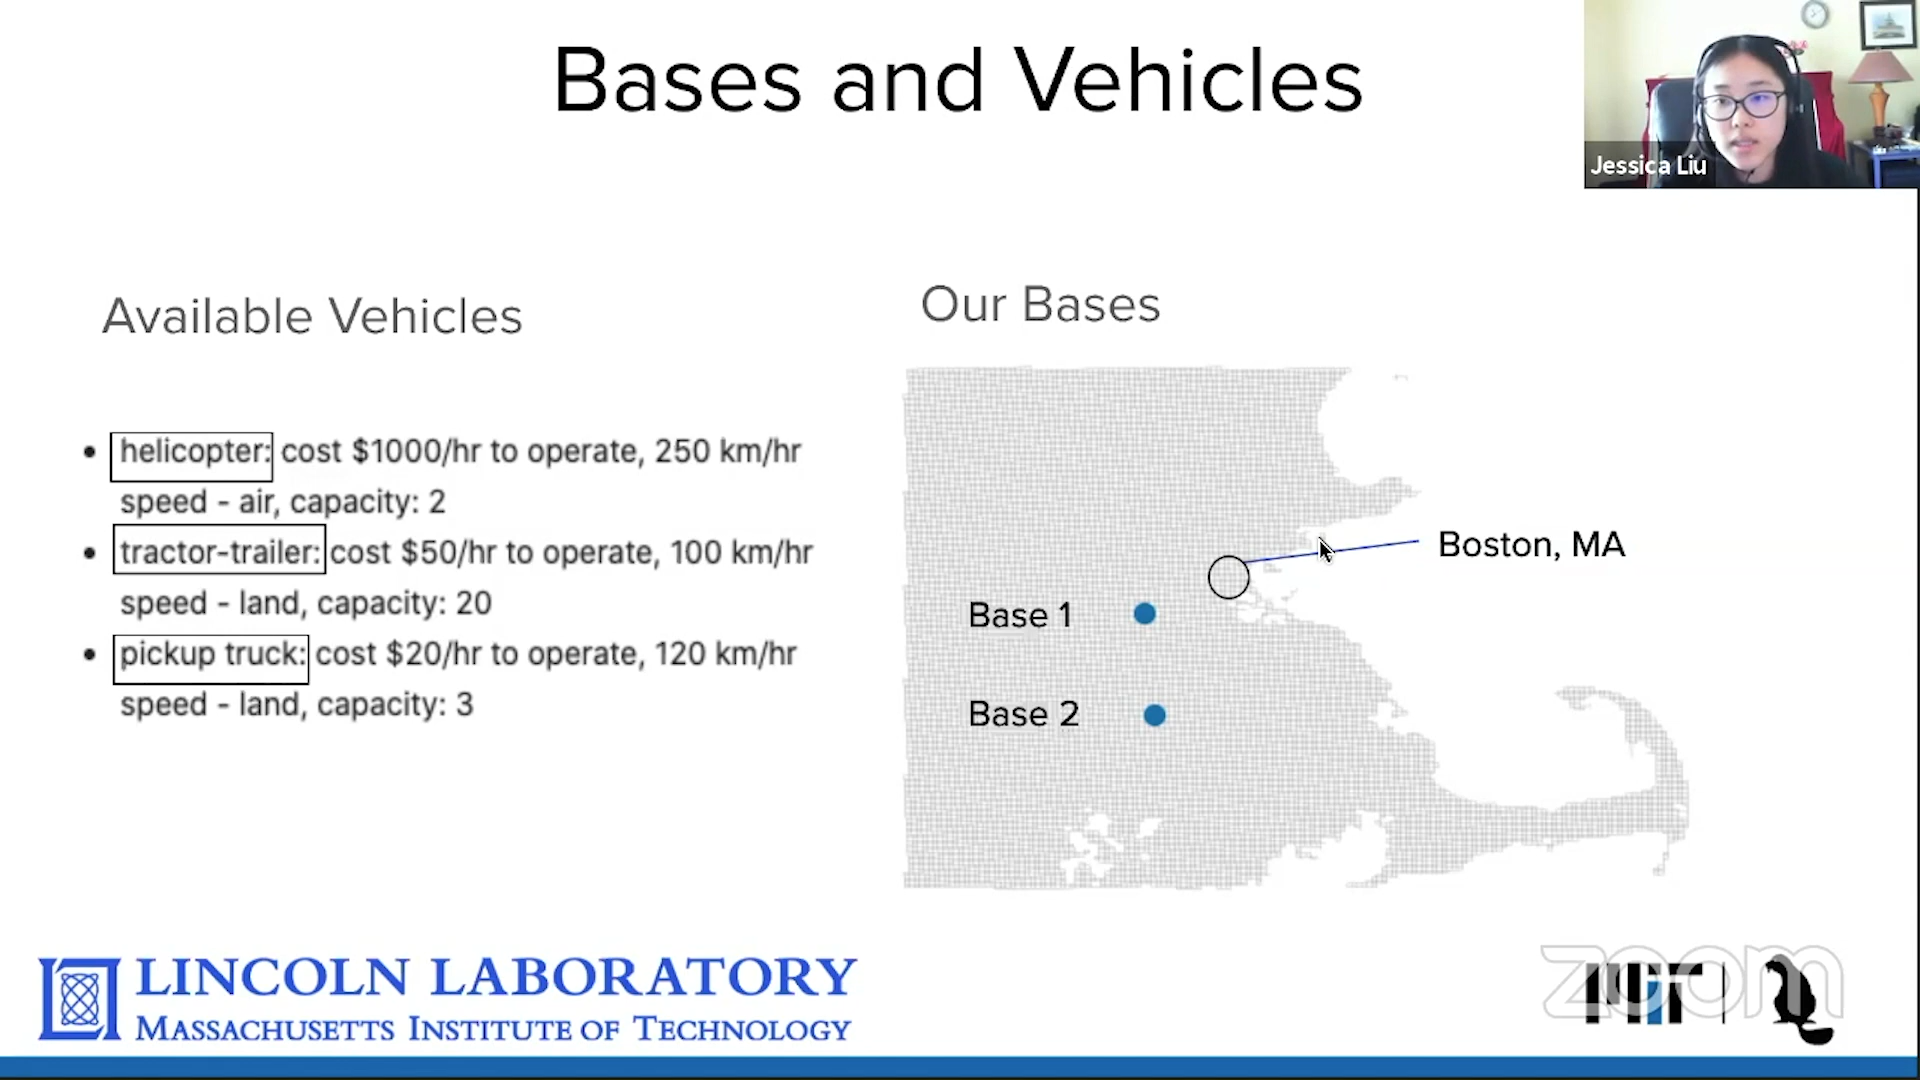 Bases and Vehicles
Jessica Liu
Available Vehicles
• helicopter: cost $1000/hr to operate, 250 km/hr
speed - air, capacity: 2
• tractor-trailer: cost $50/hr to operate, 100 km/hr
speed - land, capacity: 20
• pickup truck: cost $20/hr to operate, 120 km/hr
speed - land, capacity: 3
Our Bases
Boston, MA
Base 1
Base 2
LINCOLN LABORATORY
MASSACHUSETTS INSTITUTE OF TECHNOLOGY
zoom
MIT